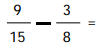 9/15 − 3/8 =